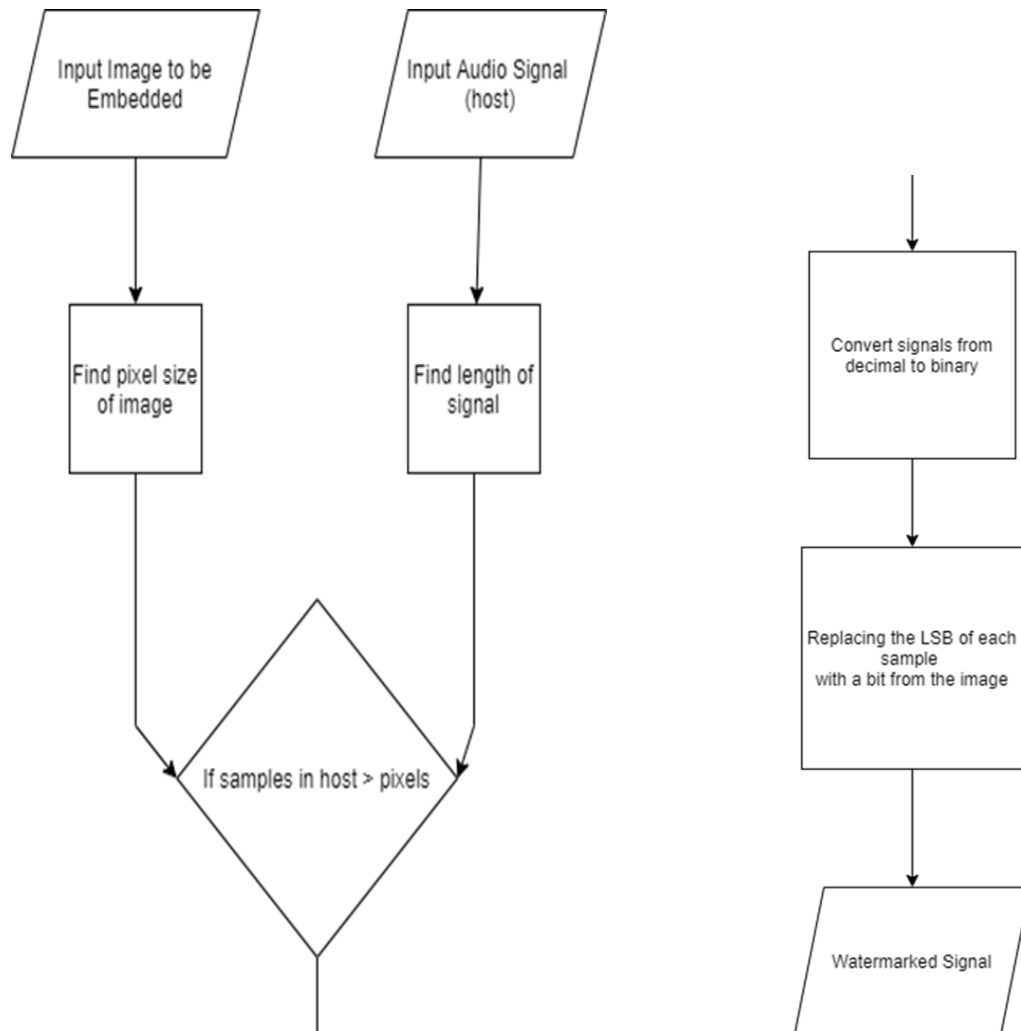 Input Image to be
Embedded
Input Audio Signal
(host)
Find pixel size
of image
Find length of
signal
If samples in host > pixels
Convert signals from
decimal to binary
Replacing the LSB of each
sample
with a bit from the image
Watermarked Signal